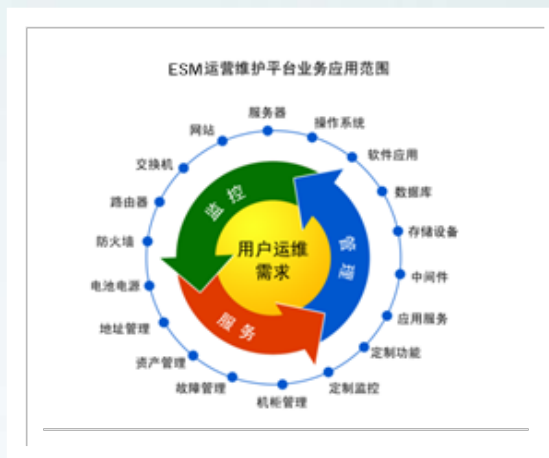 ESM运营维护平台业务应用范围
服务器
操作系统
软件应用
数据库
存储设备
中间件
应用服务
定制功能
定制监控
机柜管理
故障管理
资产管理
地址管理
电池电源
防火墙
路由器
交换机
网站
监控
管理
服务
用户运维
需求